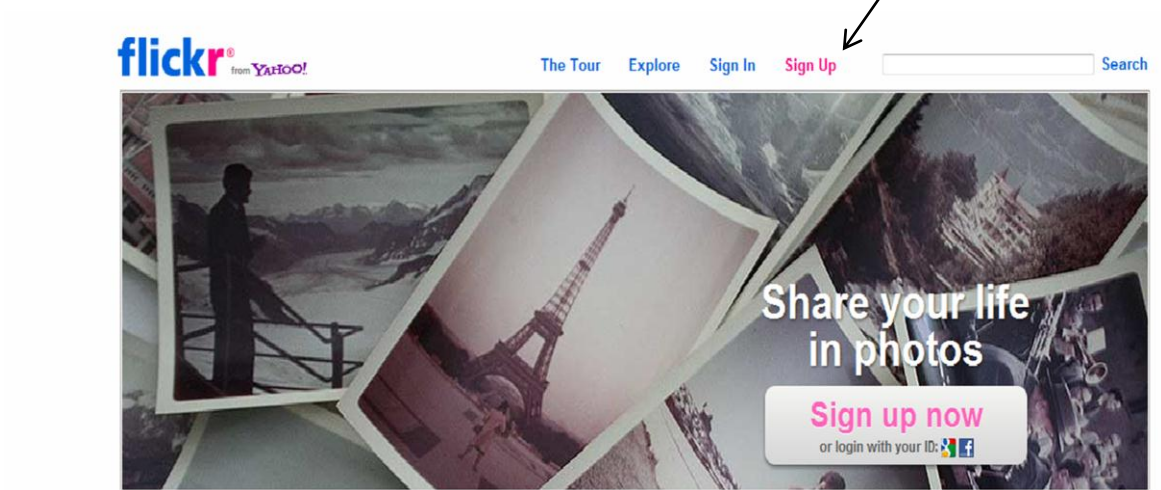 flickr® from YAHOO!
The Tour Explore Sign In Sign Up Search
Share your life
in photos
Sign up now
or login with your ID: